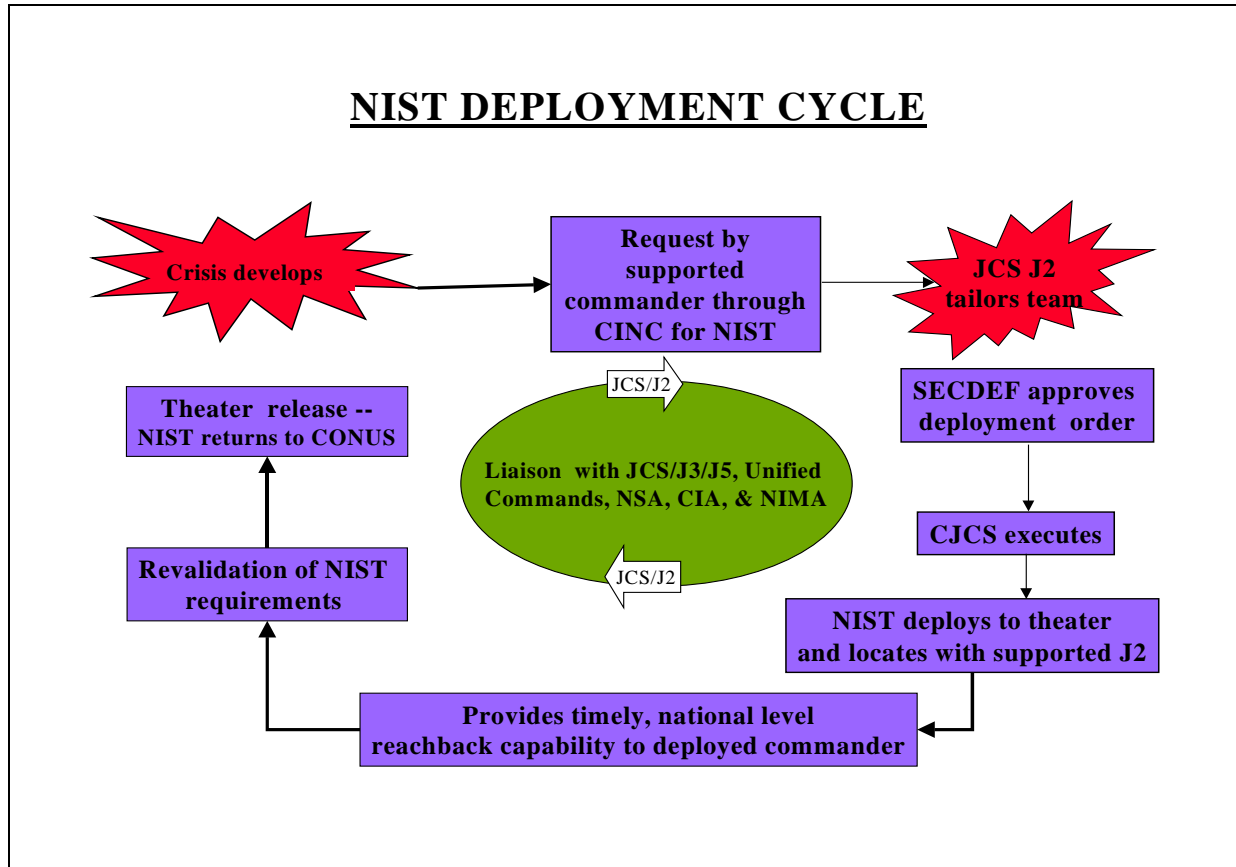 NIST DEPLOYMENT CYCLE
Crisis develops
Request by
supported
commander through
CINC for NIST
JCS J2
tailors team
SECDEF approves
deployment order
CJCS executes
NIST deploys to theater
and locates with supported J2
Provides timely, national level
reachback capability to deployed commander
Revalidation of NIST
requirements
Theater release --
NIST returns to CONUS
JCS/J2
Liaison with JCS/J3/J5, Unified
Commands, NSA, CIA, & NIMA
JCS/J2